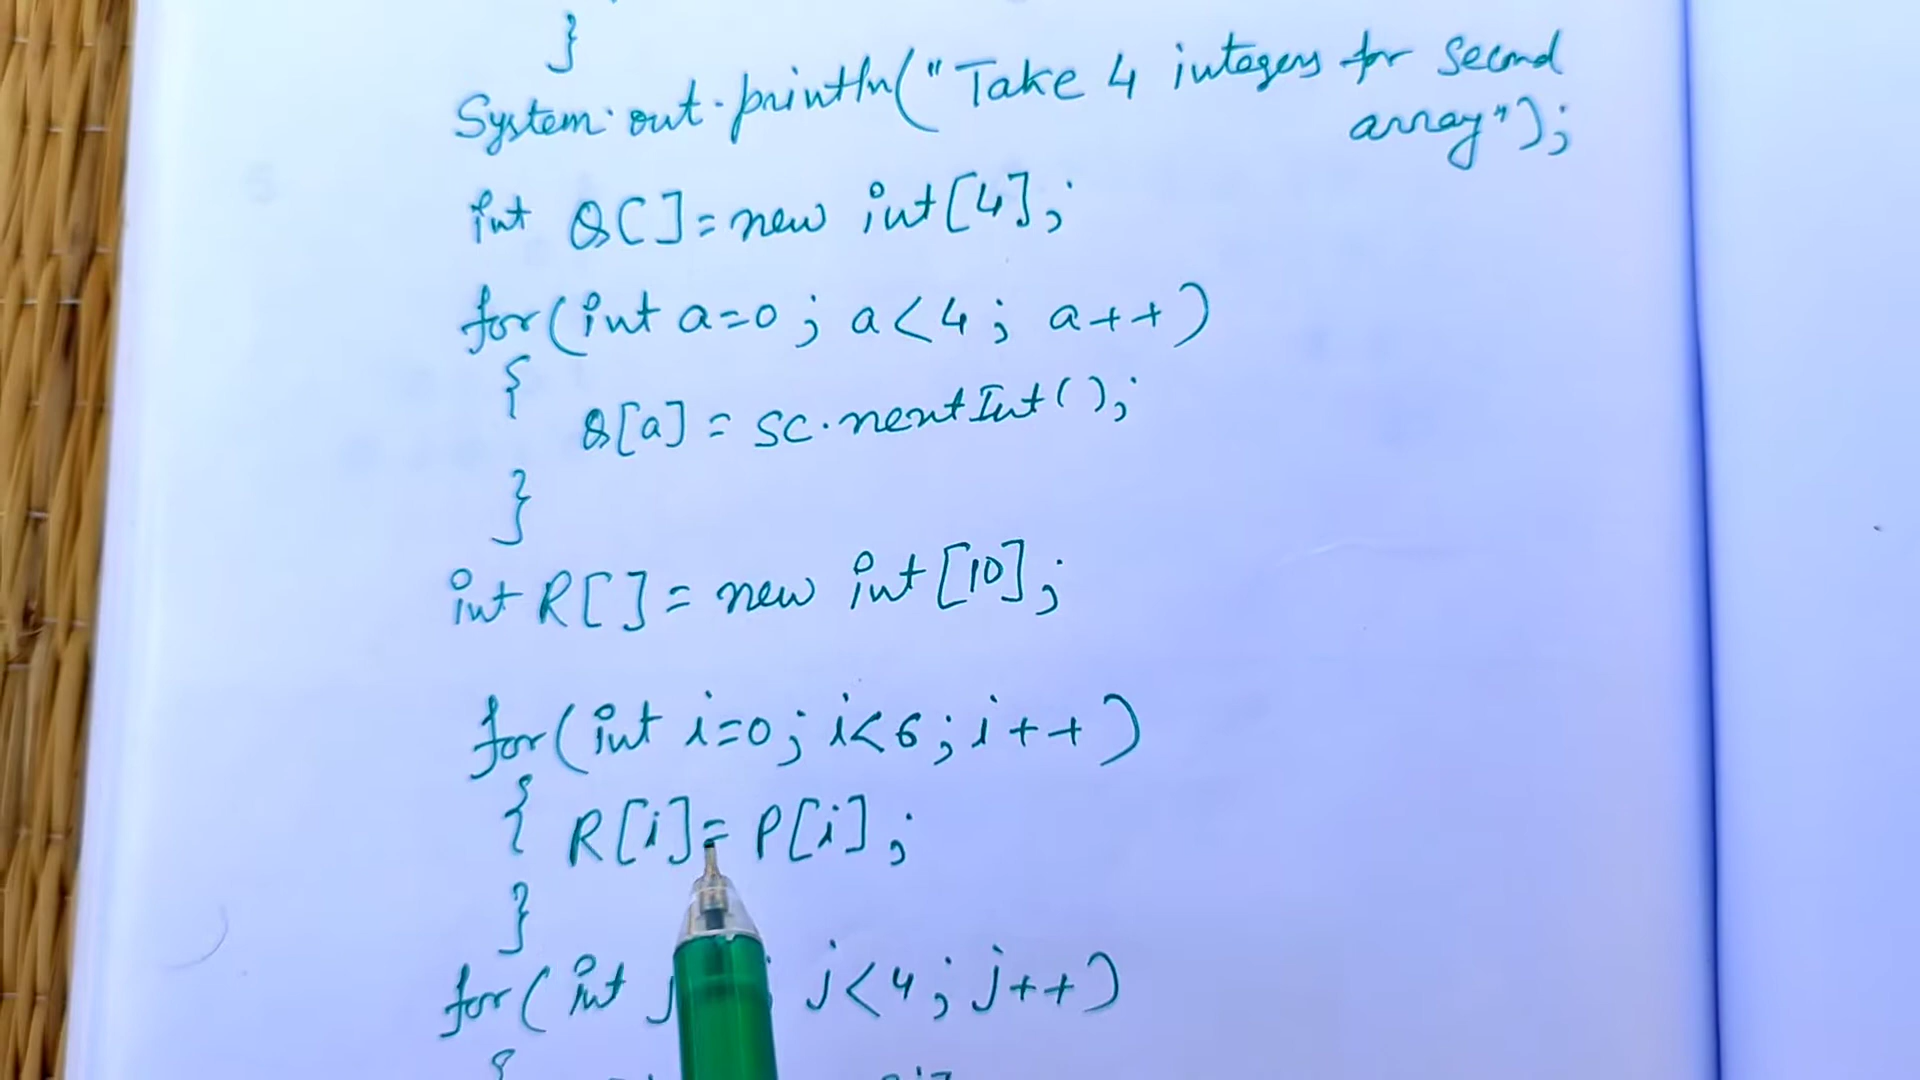 }
System.out.println("Take 4 integers for second
array");
int Q[]=new int[4];
for(int a=0; a<4; a++)
{
Q[a] = sc.nextInt();
}
int R[]= new int[10];
for(int i=0; i<6; i++)
{ R[i]= P[i];
}
for(int j ; j<4; j++)
{